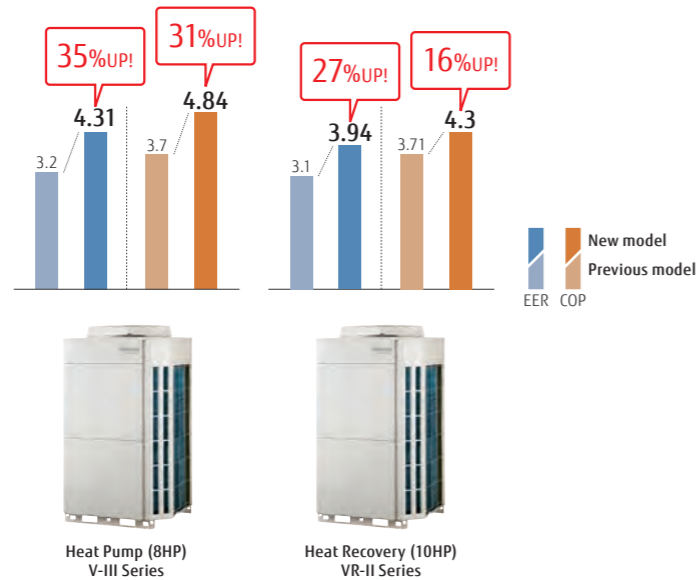 35%UP!
31%UP!
3.2
4.31
3.7
4.84
27%UP!
16%UP!
3.1
3.94
3.71
4.3
New model
Previous model
EER COP
Heat Pump (8HP)
V-III Series
Heat Recovery (10HP)
VR-II Series